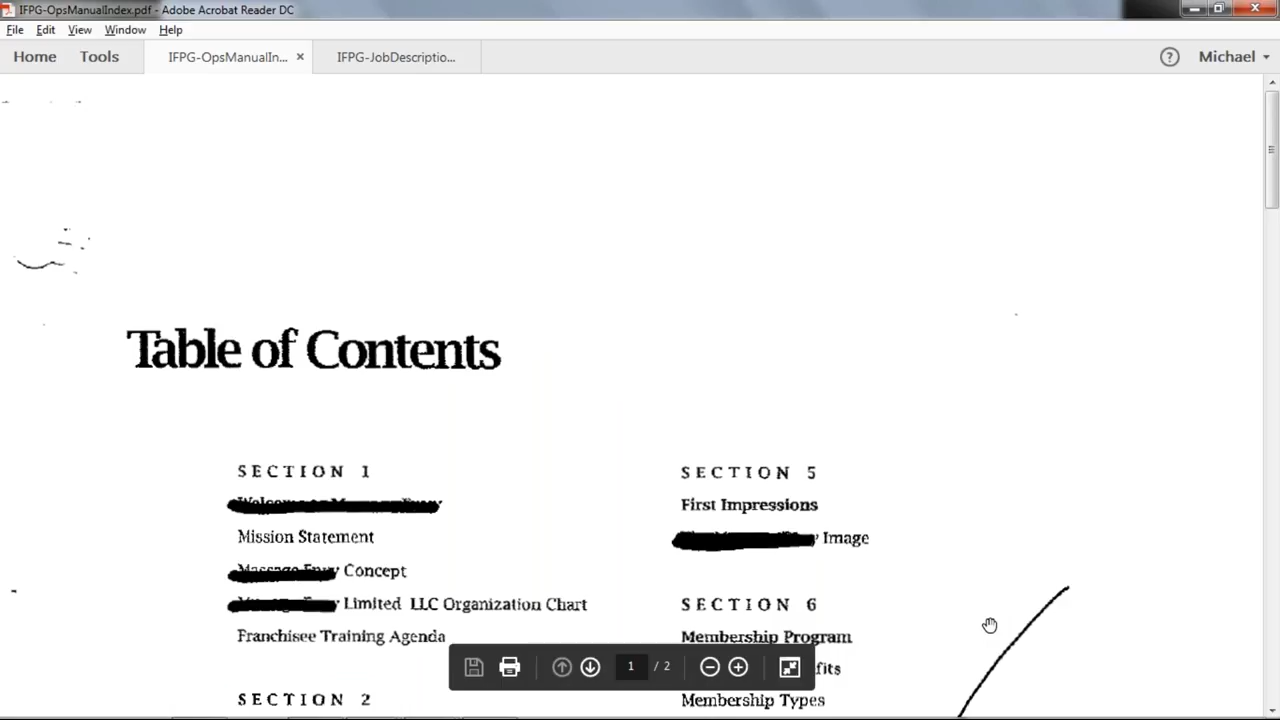 IFPG-OpsManualIndex.pdf - Adobe Acrobat Reader DC
File Edit View Window Help
Home Tools IFPG-OpsManualIn... × IFPG-JobDescriptio... ? Michael
Table of Contents
SECTION 1
Mission Statement
Concept
Limited LLC Organization Chart
Franchisee Training Agenda
SECTION 2
SECTION 5
First Impressions
Image
SECTION 6
Membership Program
Membership Types
1 / 2